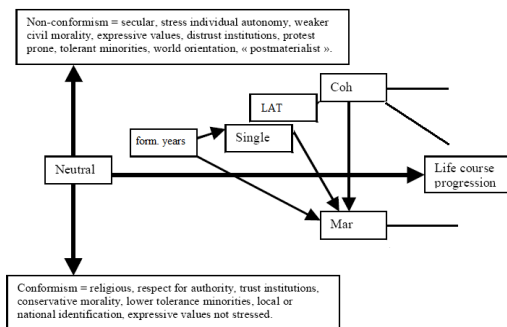 Non-conformism = secular, stress individual autonomy, weaker
civil morality, expressive values, distrust institutions, protest
prone, tolerant minorities, world orientation, « postmaterialist ».
Coh
LAT
form. years
Single
Neutral
Life course
progression
Mar
Conformism = religious, respect for authority, trust institutions,
conservative morality, lower tolerance minorities, local or
national identification, expressive values not stressed.